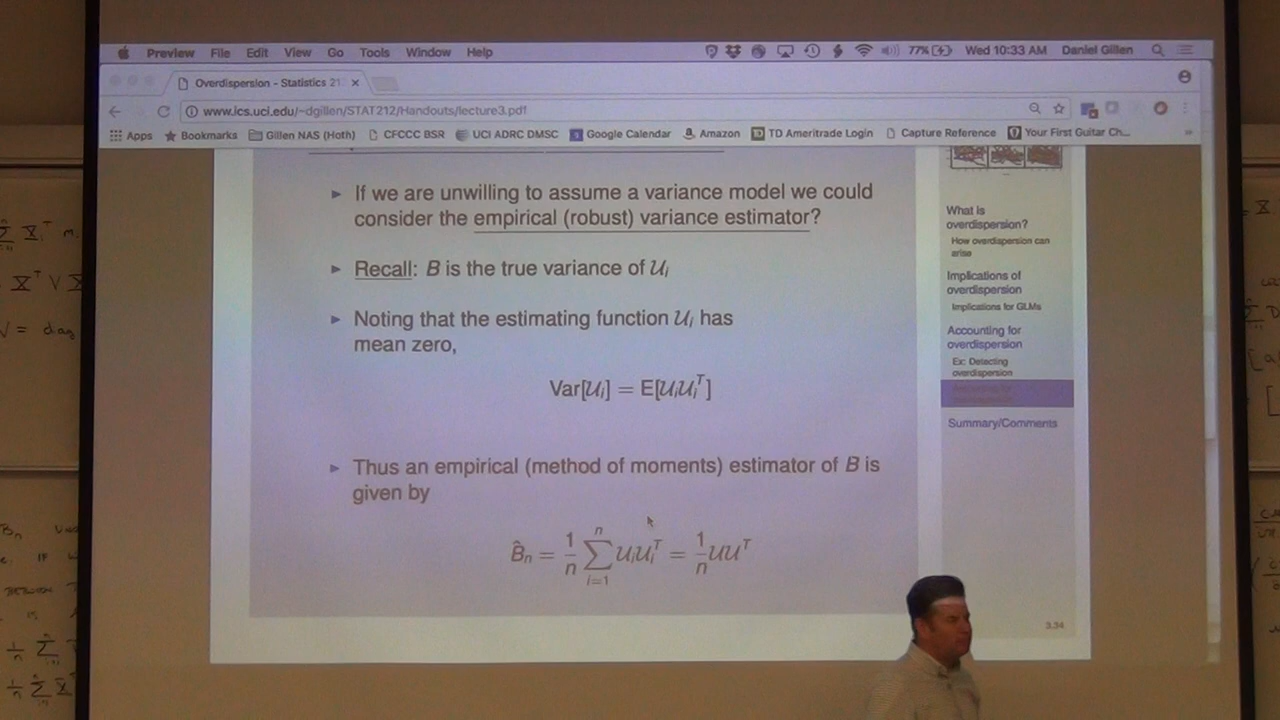 Preview File Edit View Go Tools Window Help 77% Wed 10:33 AM Daniel Gillen
Overdispersion - Statistics 21
www.ics.uci.edu/~dgillen/STAT212/Handouts/lecture3.pdf
Apps Bookmarks Gillen NAS (Hoth) CFCCC BSR UCI ADRC DMSC Google Calendar Amazon TD Ameritrade Login Capture Reference Your First Guitar Ch... »
► If we are unwilling to assume a variance model we could
consider the empirical (robust) variance estimator?
► Recall: B is the true variance of 𝒰ᵢ
► Noting that the estimating function 𝒰ᵢ has
mean zero,
Var[𝒰ᵢ] = E[𝒰ᵢ𝒰ᵢᵀ]
► Thus an empirical (method of moments) estimator of B is
given by
B̂ₙ = 1/n ∑ⁿᵢ₌₁ 𝒰ᵢ𝒰ᵢᵀ = 1/n 𝒰𝒰ᵀ
What is
overdispersion?
How overdispersion can
arise
Implications of
overdispersion
Implications for GLMs
Accounting for
overdispersion
Ex: Detecting
overdispersion
Summary/Comments
3.34